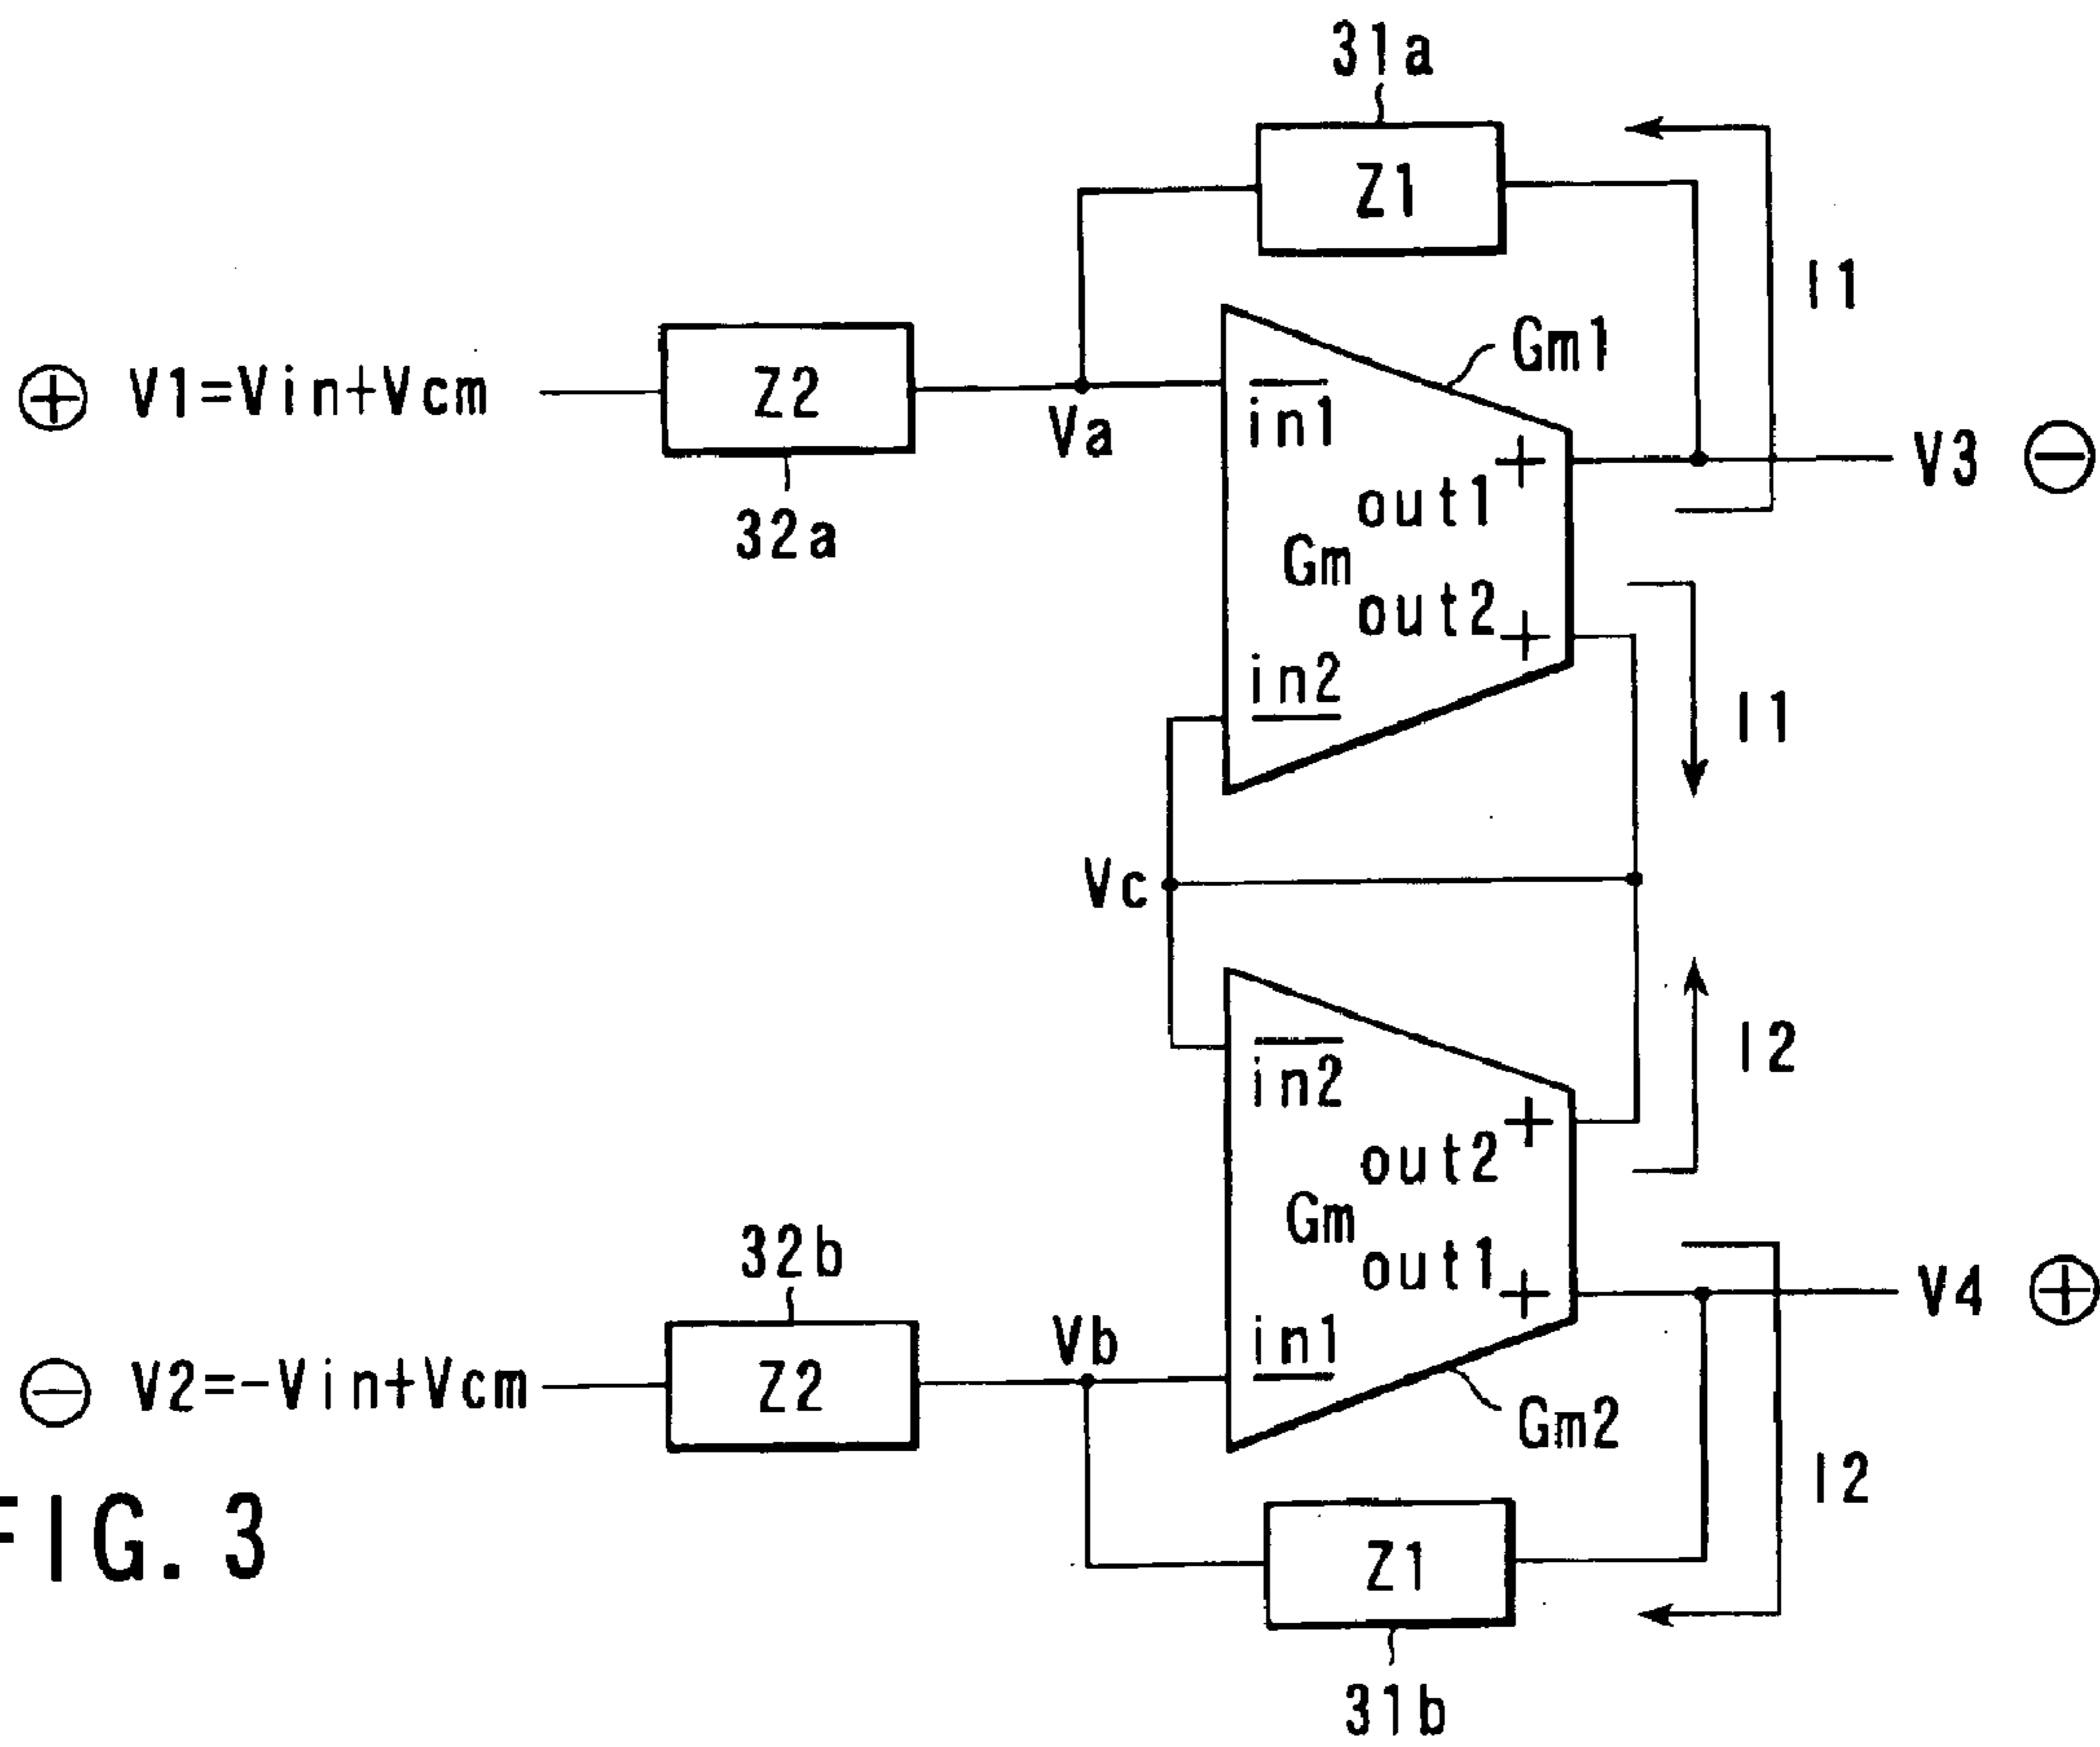 31a
Z1
I1
Gm1
⊕ V1=Vin+Vcm
Z2
32a
Va
in1
+
out1
V3 ⊖
Gm
out2
+
in2
I1
Vc
I2
in2
+
out2
Gm
out1
+
V4 ⊕
32b
Vb
in1
⊖ V2=-Vin+Vcm
Z2
Gm2
I2
Z1
31b
FIG. 3